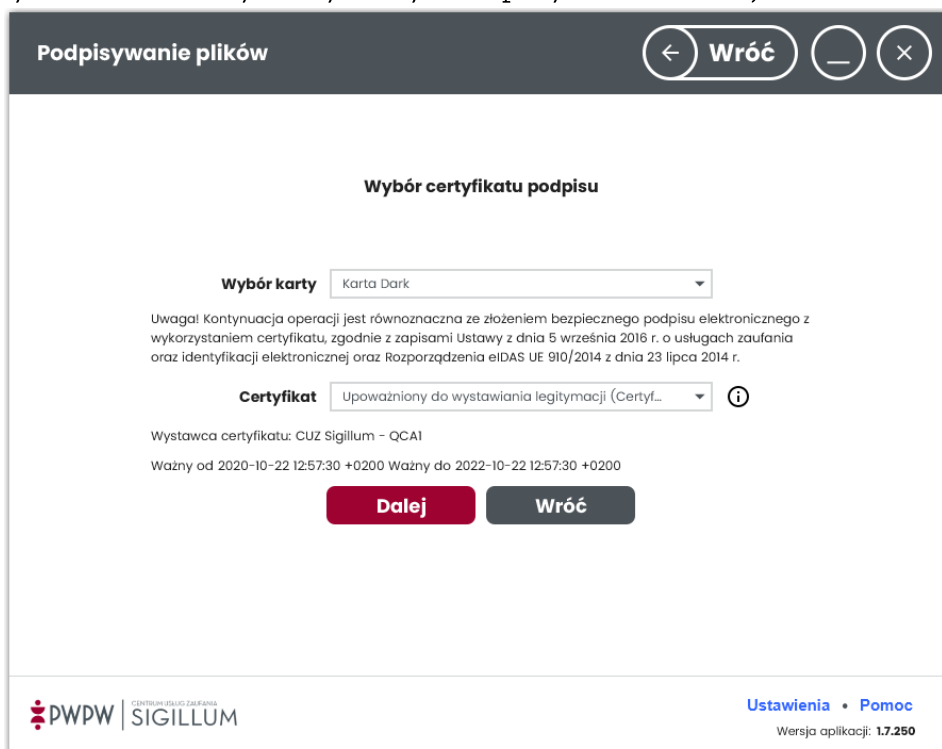 Podpisywanie plików
Wróć
Wybór certyfikatu podpisu
Wybór karty Karta Dark
Uwaga! Kontynuacja operacji jest równoznaczna ze złożeniem bezpiecznego podpisu elektronicznego z
wykorzystaniem certyfikatu, zgodnie z zapisami Ustawy z dnia 5 września 2016 r. o usługach zaufania
oraz identyfikacji elektronicznej oraz Rozporządzenia eIDAS UE 910/2014 z dnia 23 lipca 2014 r.
Certyfikat Upoważniony do wystawiania legitymacji (Certyf...
Wystawca certyfikatu: CUZ Sigillum - QCA1
Ważny od 2020-10-22 12:57:30 +0200 Ważny do 2022-10-22 12:57:30 +0200
Dalej Wróć
PWPW
CENTRUM USŁUG ZAUFANIA
SIGILLUM
Ustawienia • Pomoc
Wersja aplikacji: 1.7.250